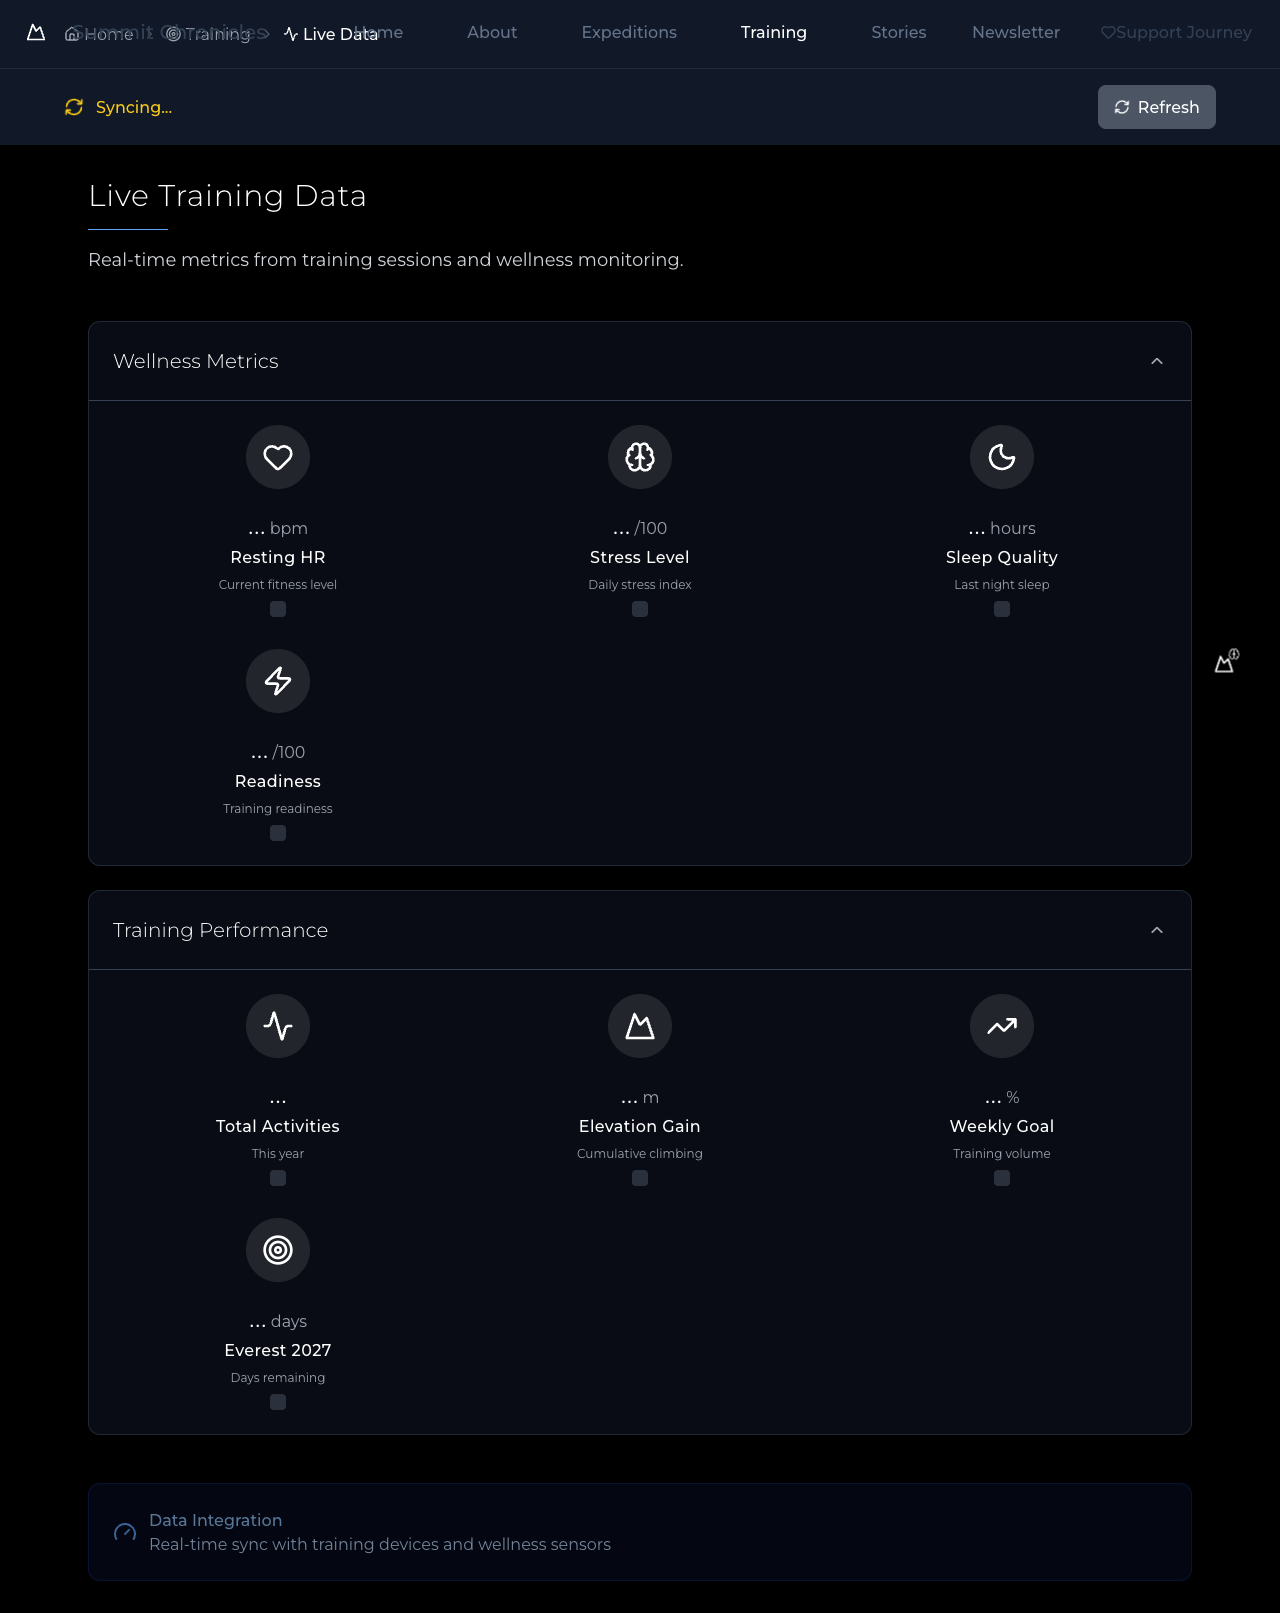 Summit Chronicles
Home Training Live Data
Home About Expeditions Training Stories Newsletter Support Journey
Syncing...
Refresh
Live Training Data
Real-time metrics from training sessions and wellness monitoring.
Wellness Metrics
... bpm
Resting HR
Current fitness level
... /100
Stress Level
Daily stress index
... hours
Sleep Quality
Last night sleep
... /100
Readiness
Training readiness
Training Performance
...
Total Activities
This year
... m
Elevation Gain
Cumulative climbing
... %
Weekly Goal
Training volume
... days
Everest 2027
Days remaining
Data Integration
Real-time sync with training devices and wellness sensors